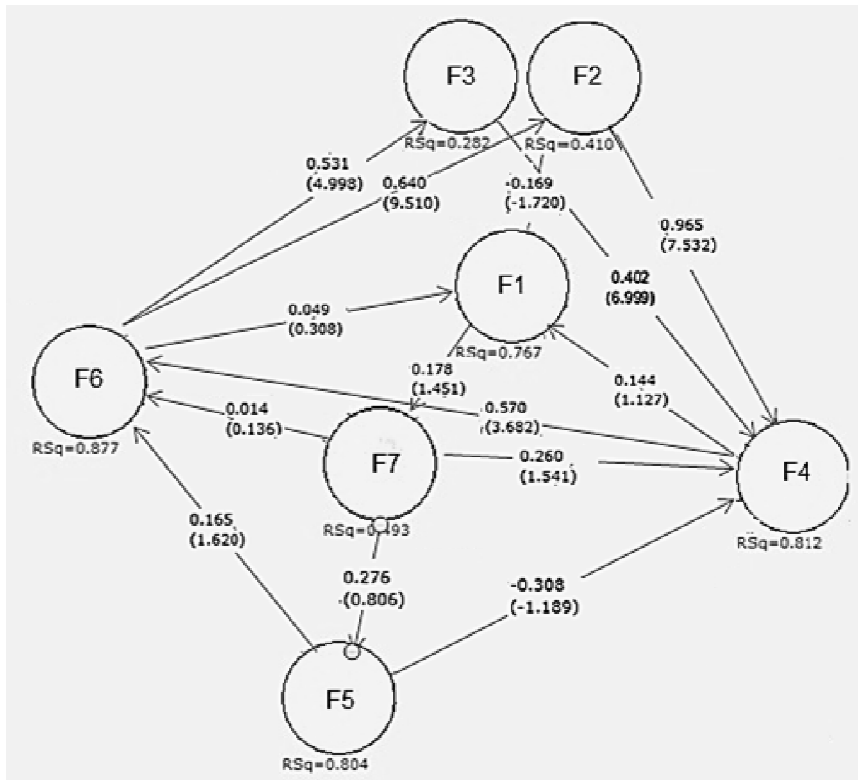 F3
F2
RSq=0.282
RSq=0.410
0.531
(4.998)
0.640
(9.510)
-0.169
(-1.720)
0.965
(7.532)
F1
0.402
(6.999)
0.049
(0.308)
RSq=0.767
0.178
(1.451)
0.144
(1.127)
F6
RSq=0.877
0.014
(0.136)
0.570
(3.682)
F7
0.260
(1.541)
F4
RSq=0.493
RSq=0.812
0.165
(1.620)
0.276
-(0.806)
-0.308
(-1.189)
F5
RSq=0.804